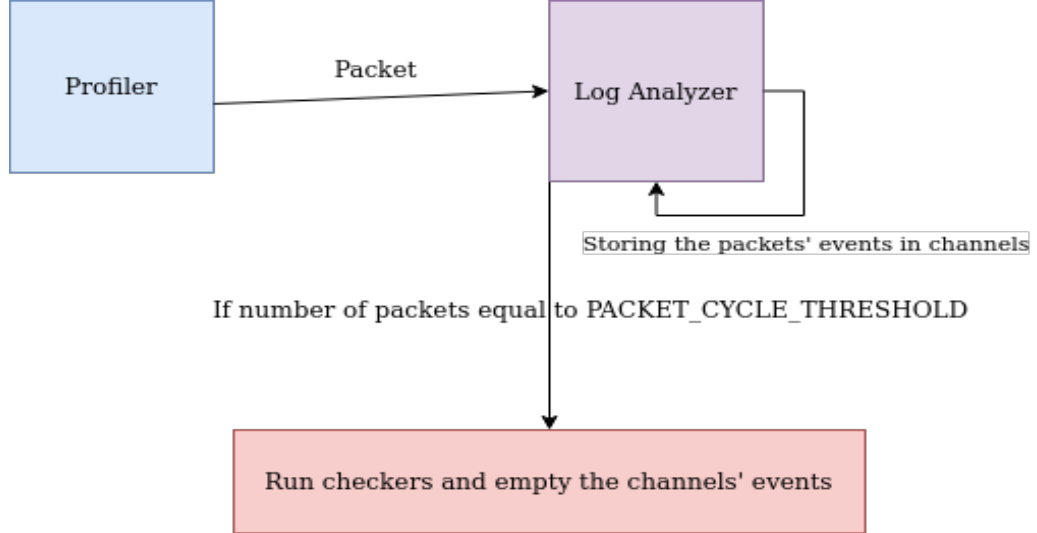 Profiler
Packet
Log Analyzer
Storing the packets' events in channels
If number of packets equal to PACKET_CYCLE_THRESHOLD
Run checkers and empty the channels' events